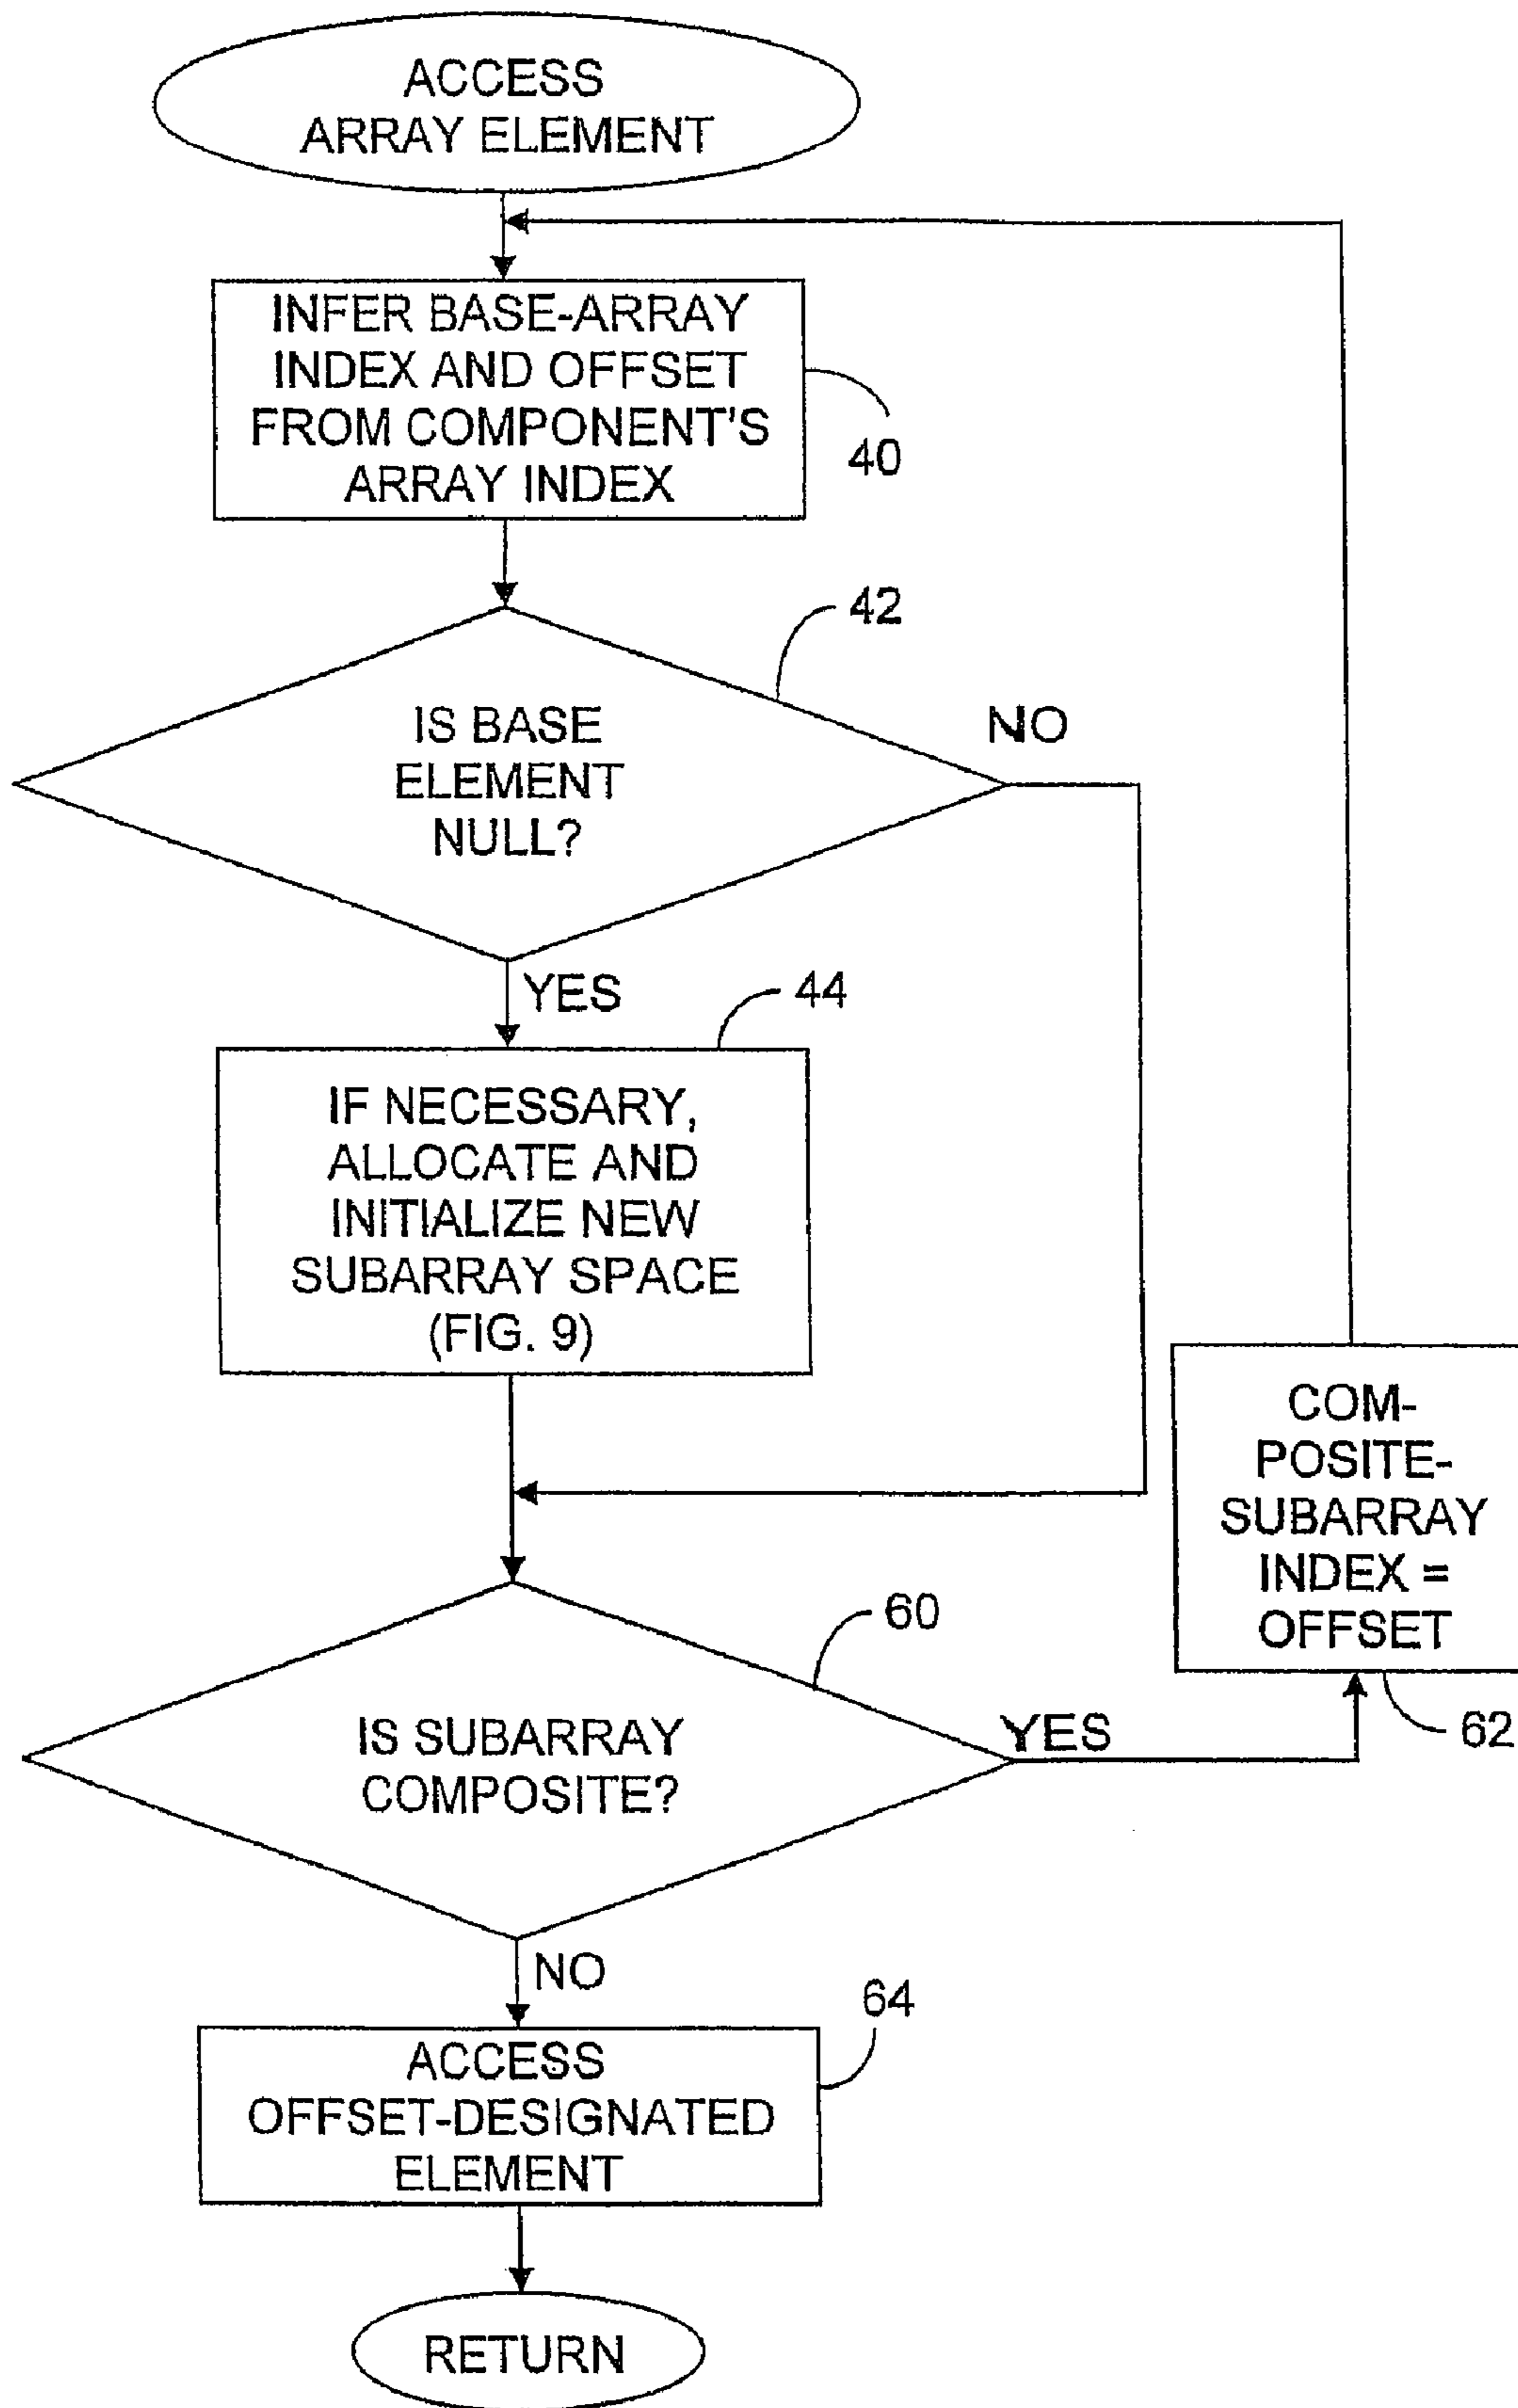 ACCESS
ARRAY ELEMENT
INFER BASE-ARRAY
INDEX AND OFFSET
FROM COMPONENT'S
ARRAY INDEX
40
42
IS BASE
ELEMENT
NULL?
NO
YES
44
IF NECESSARY,
ALLOCATE AND
INITIALIZE NEW
SUBARRAY SPACE
(FIG. 9)
COM-
POSITE-
SUBARRAY
INDEX =
OFFSET
62
60
IS SUBARRAY
COMPOSITE?
YES
NO
64
ACCESS
OFFSET-DESIGNATED
ELEMENT
RETURN